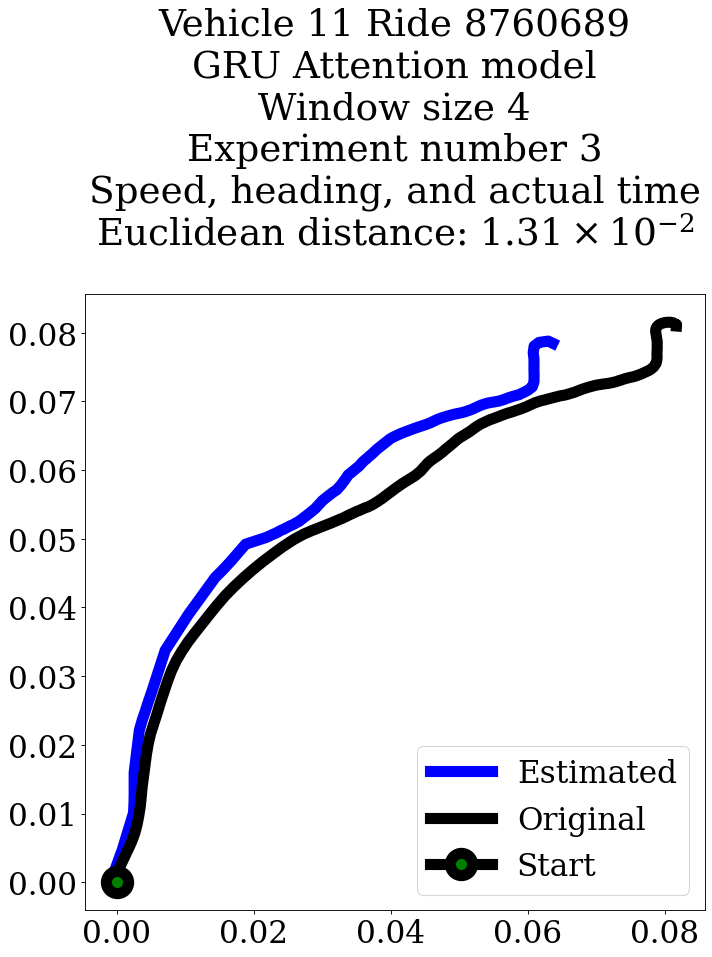 Vehicle 11 Ride 8760689
GRU Attention model
Window size 4
Experiment number 3
Speed, heading, and actual time
Euclidean distance: 1.31 × 10⁻²
0.08
0.07
0.06
0.05
0.04
0.03
0.02
0.01
0.00
Estimated
Original
Start
0.00 0.02 0.04 0.06 0.08